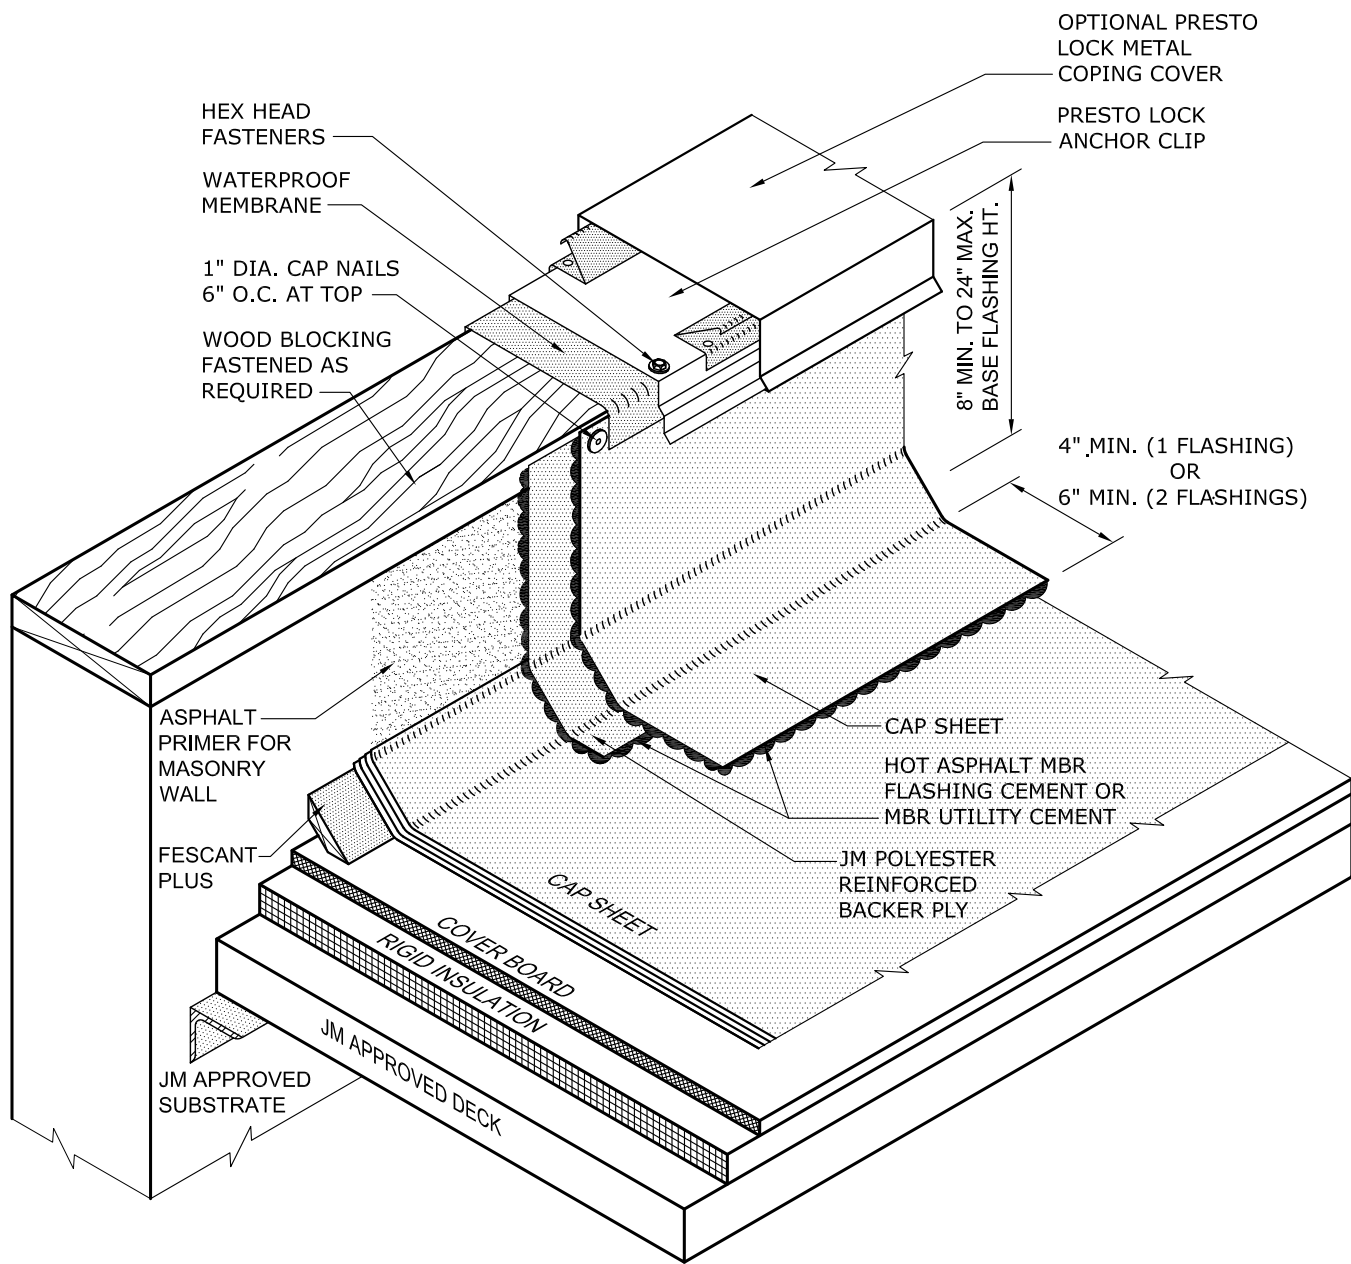 OPTIONAL PRESTO
LOCK METAL
COPING COVER
HEX HEAD
FASTENERS
PRESTO LOCK
ANCHOR CLIP
WATERPROOF
MEMBRANE
8" MIN. TO 24" MAX.
BASE FLASHING HT.
1" DIA. CAP NAILS
6" O.C. AT TOP
WOOD BLOCKING
FASTENED AS
REQUIRED
4" MIN. (1 FLASHING)
OR
6" MIN. (2 FLASHINGS)
ASPHALT
PRIMER FOR
MASONRY
WALL
CAP SHEET
HOT ASPHALT MBR
FLASHING CEMENT OR
MBR UTILITY CEMENT
FESCANT
PLUS
JM POLYESTER
REINFORCED
BACKER PLY
CAP SHEET
COVER BOARD
RIGID INSULATION
JM APPROVED DECK
JM APPROVED
SUBSTRATE